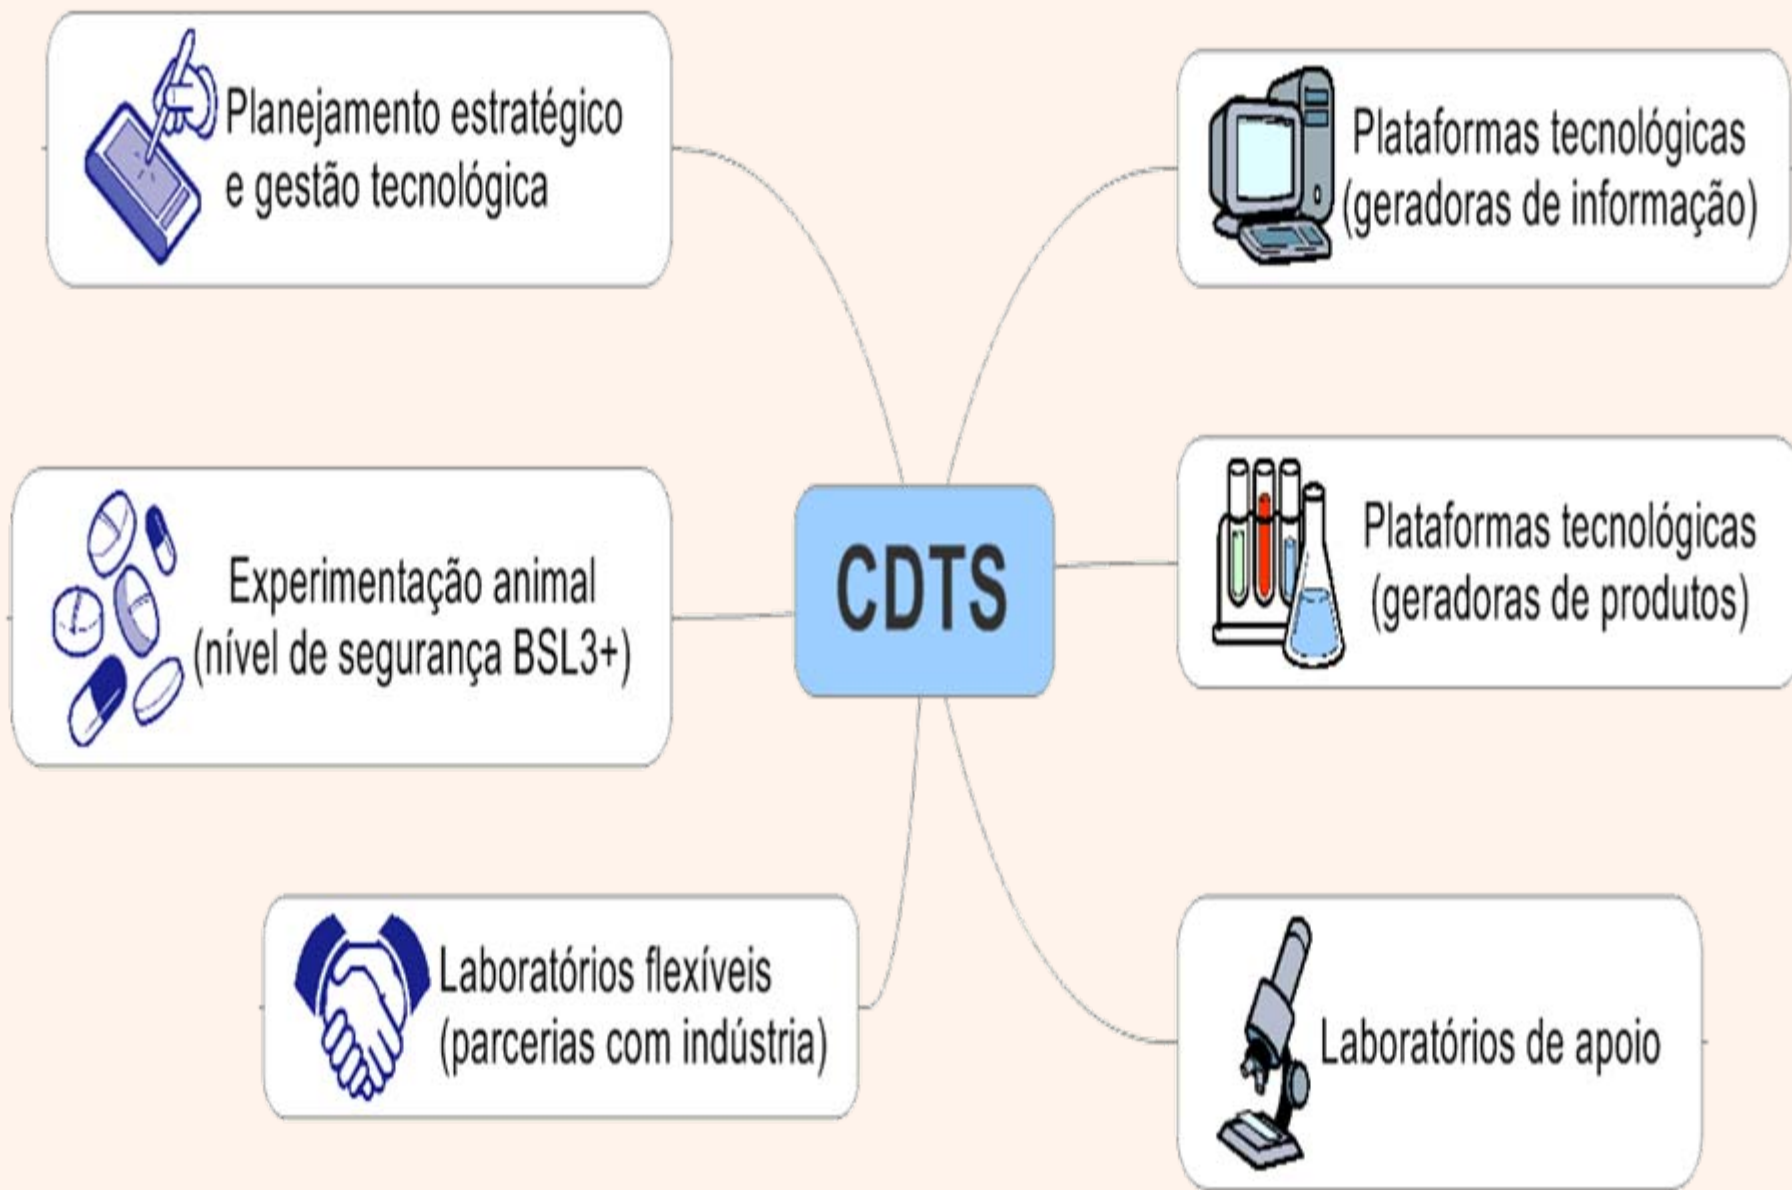 Planejamento estratégico
e gestão tecnológica
Plataformas tecnológicas
(geradoras de informação)
Experimentação animal
(nível de segurança BSL3+)
CDTS
Plataformas tecnológicas
(geradoras de produtos)
Laboratórios flexíveis
(parcerias com indústria)
Laboratórios de apoio